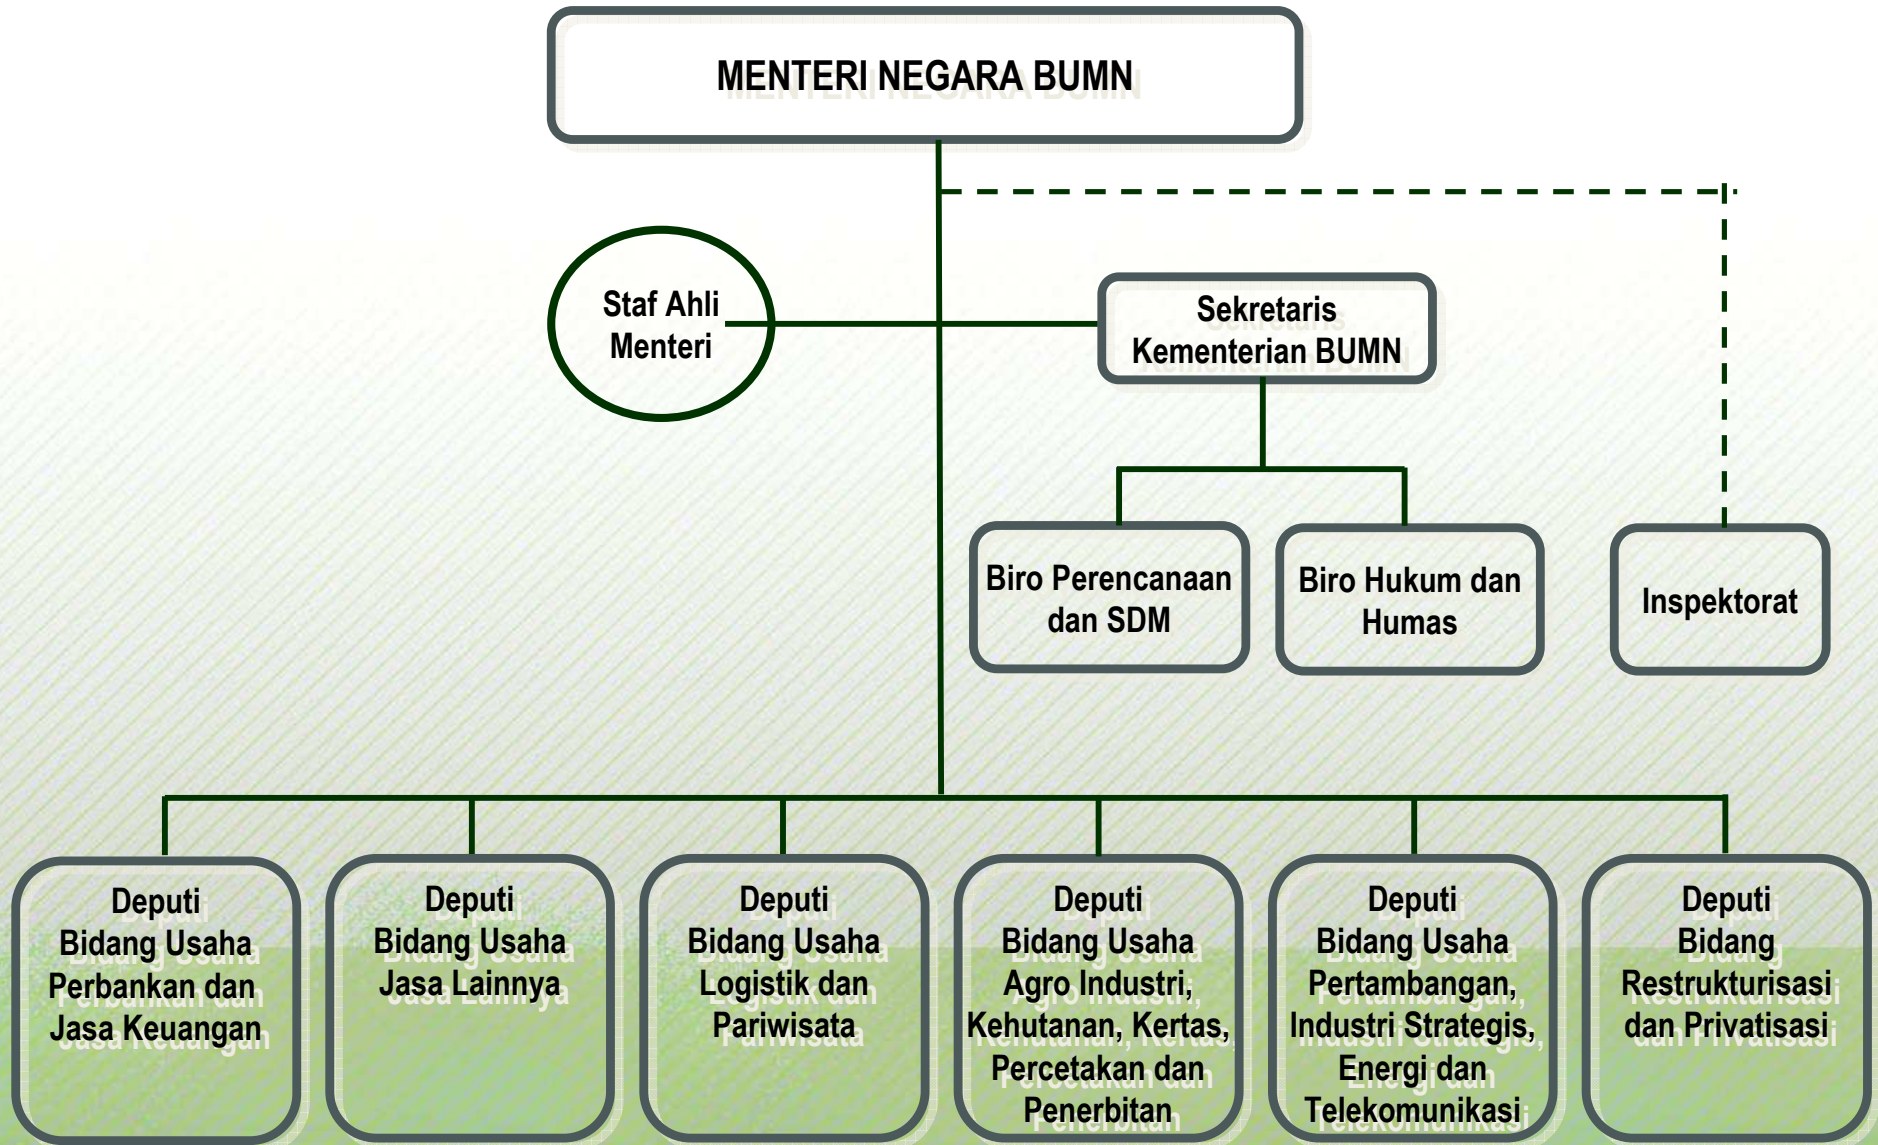 MENTERI NEGARA BUMN
Staf Ahli
Menteri
Sekretaris
Kementerian BUMN
Biro Perencanaan
dan SDM
Biro Hukum dan
Humas
Inspektorat
Deputi
Bidang Usaha
Perbankan dan
Jasa Keuangan
Deputi
Bidang Usaha
Jasa Lainnya
Deputi
Bidang Usaha
Logistik dan
Pariwisata
Deputi
Bidang Usaha
Agro Industri,
Kehutanan, Kertas,
Percetakan dan
Penerbitan
Deputi
Bidang Usaha
Pertambangan,
Industri Strategis,
Energi dan
Telekomunikasi
Deputi
Bidang
Restrukturisasi
dan Privatisasi